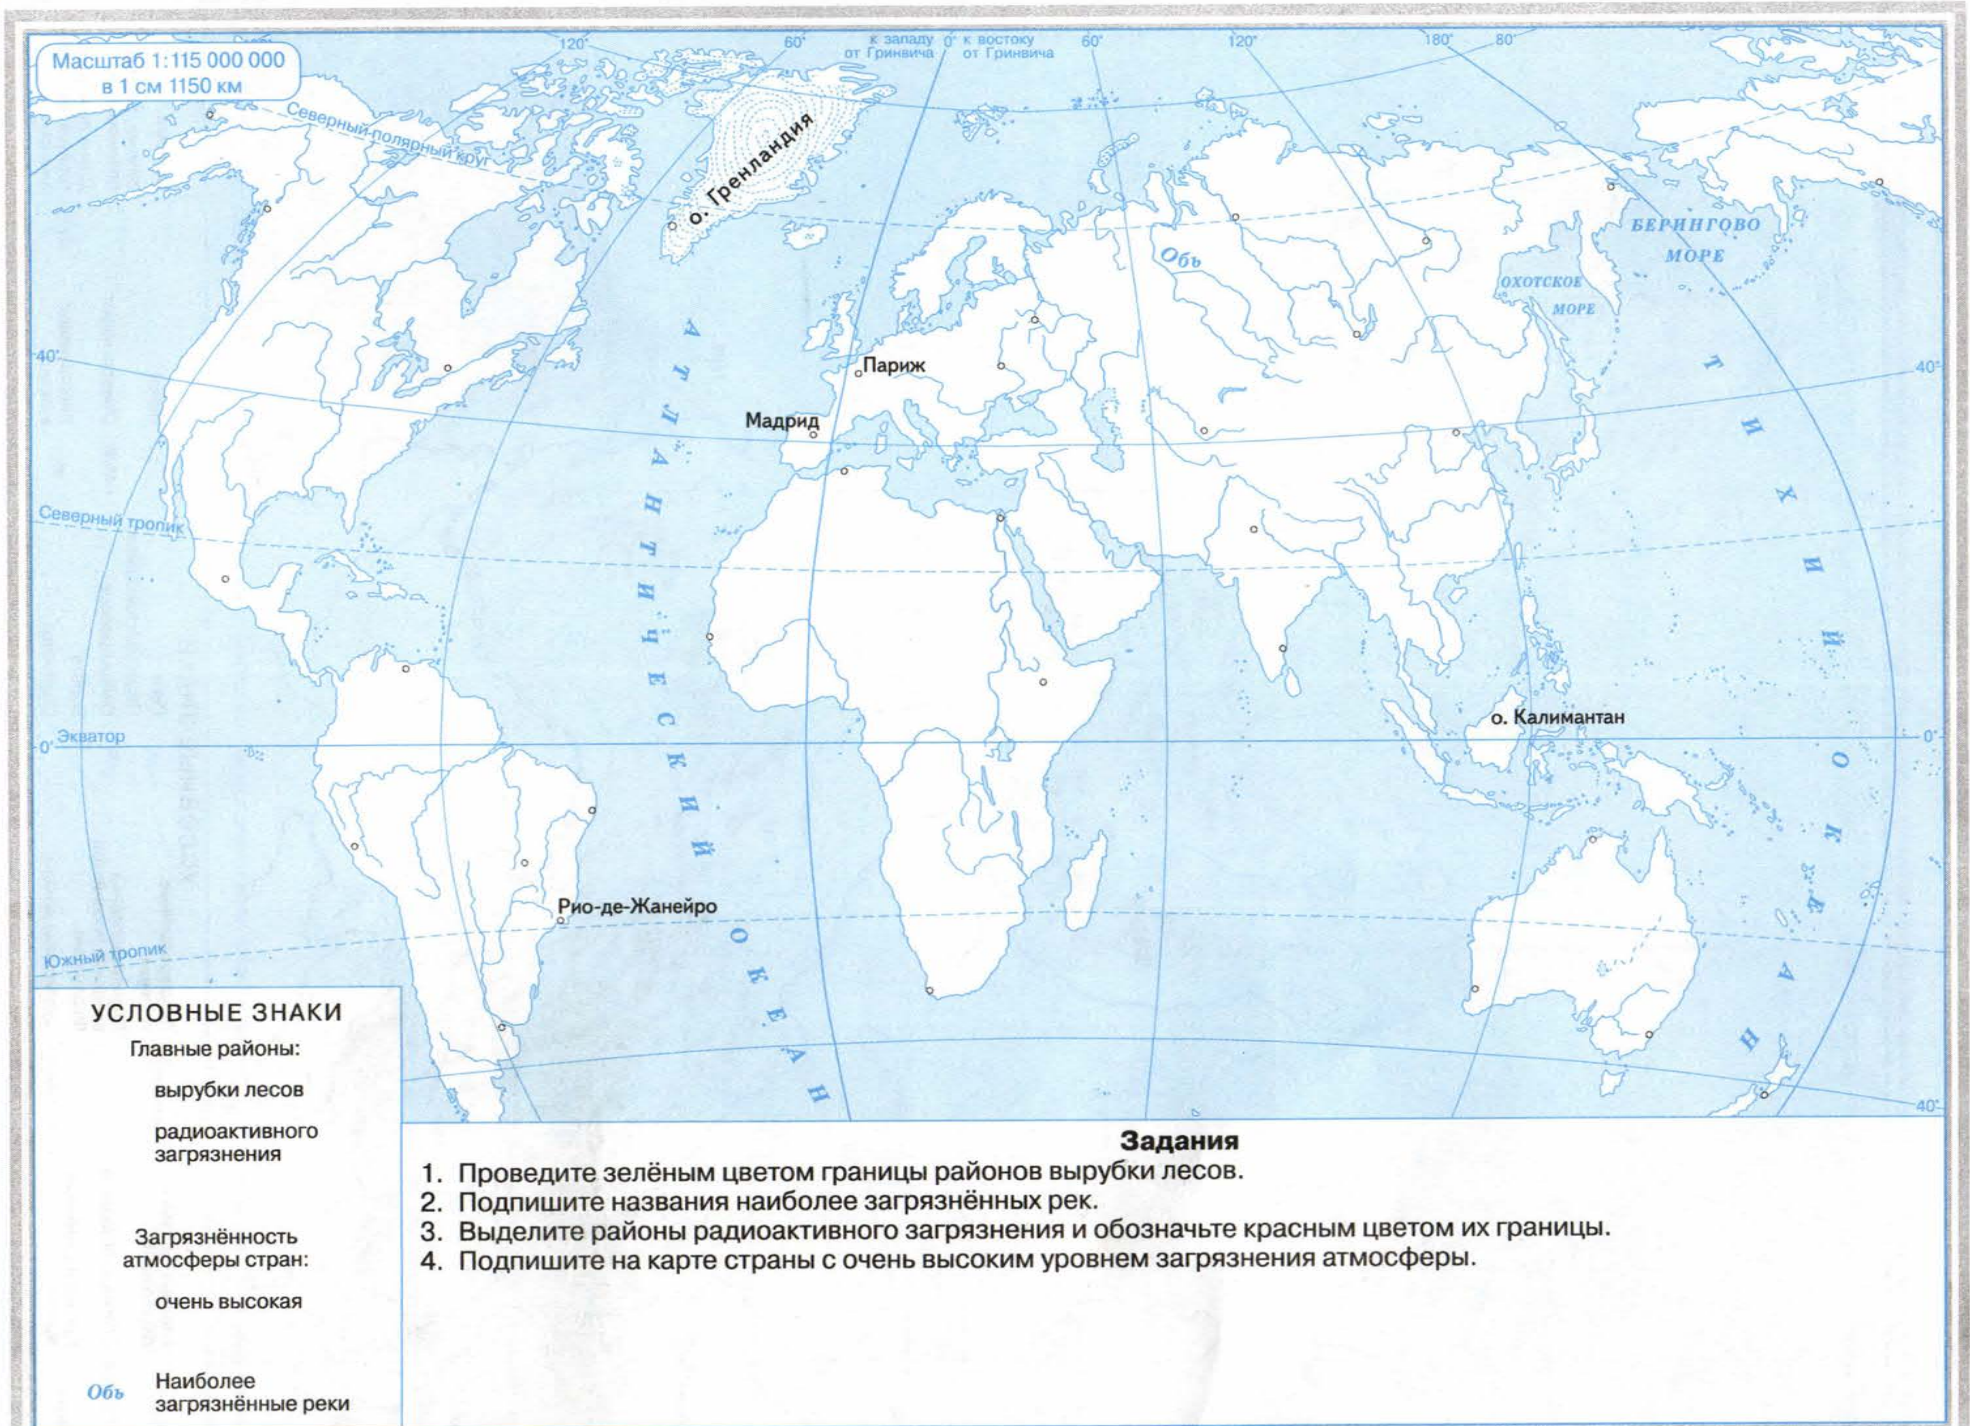 Масштаб 1:115 000 000
в 1 см 1150 км
120°
60°
к западу 0° к востоку
от Гринвича от Гринвича
60°
120°
180°
80°
Северный полярный круг
о. Гренландия
БЕРИНГОВО
МОРЕ
Обь
ОХОТСКОЕ
МОРЕ
40°
Париж
40°
Мадрид
АТЛАНТИЧЕСКИЙ ОКЕАН
ТИХИЙ ОКЕАН
Северный тропик
о. Калимантан
0°
Экватор
0°
Рио-де-Жанейро
Южный тропик
40°
УСЛОВНЫЕ ЗНАКИ
Главные районы:
вырубки лесов
радиоактивного
загрязнения
Загрязнённость
атмосферы стран:
очень высокая
Обь
Наиболее
загрязнённые реки
Задания
1. Проведите зелёным цветом границы районов вырубки лесов.
2. Подпишите названия наиболее загрязнённых рек.
3. Выделите районы радиоактивного загрязнения и обозначьте красным цветом их границы.
4. Подпишите на карте страны с очень высоким уровнем загрязнения атмосферы.